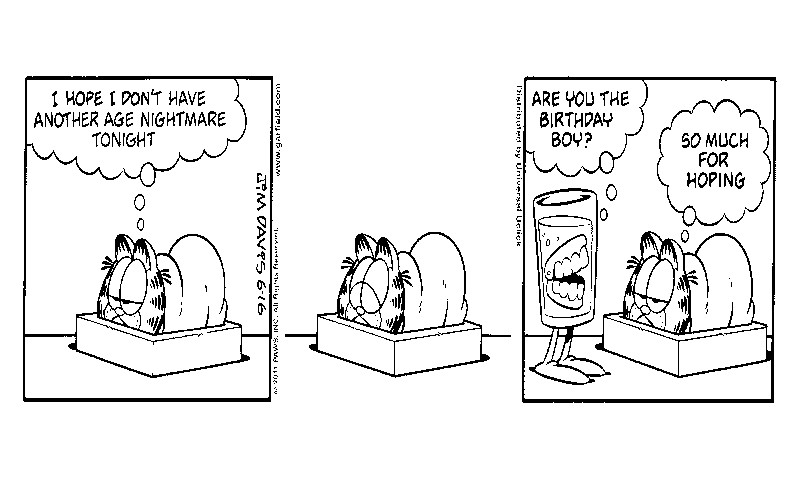 I HOPE I DON'T HAVE
ANOTHER AGE NIGHTMARE
TONIGHT
www.garfield.com
JIM DAVIS 6·16
© 2011 PAWS, INC. All Rights Reserved.
Distributed by Universal Uclick
ARE YOU THE
BIRTHDAY
BOY?
SO MUCH
FOR
HOPING